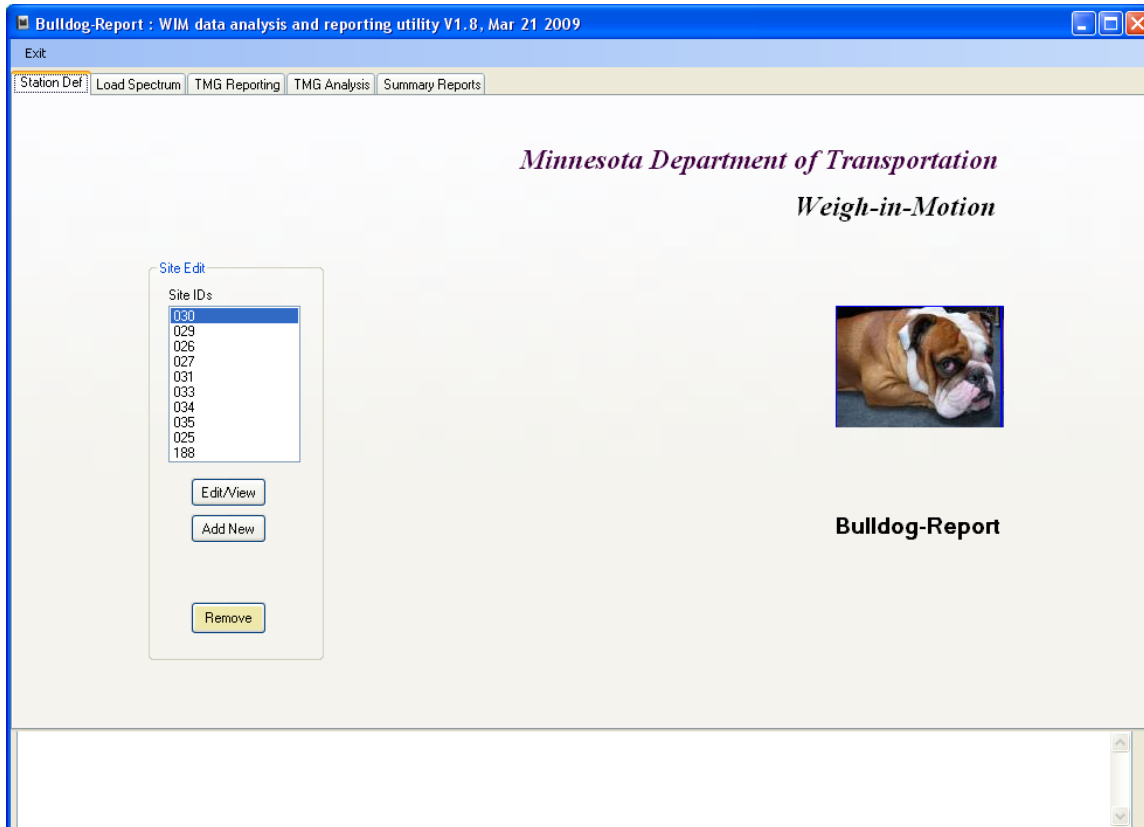 Bulldog-Report : WIM data analysis and reporting utility V1.8, Mar 21 2009
Exit
Station Def Load Spectrum TMG Reporting TMG Analysis Summary Reports
Minnesota Department of Transportation
Weigh-in-Motion
Site Edit
Site IDs
030
029
026
027
031
033
034
035
025
188
Edit/View
Add New
Remove
Bulldog-Report